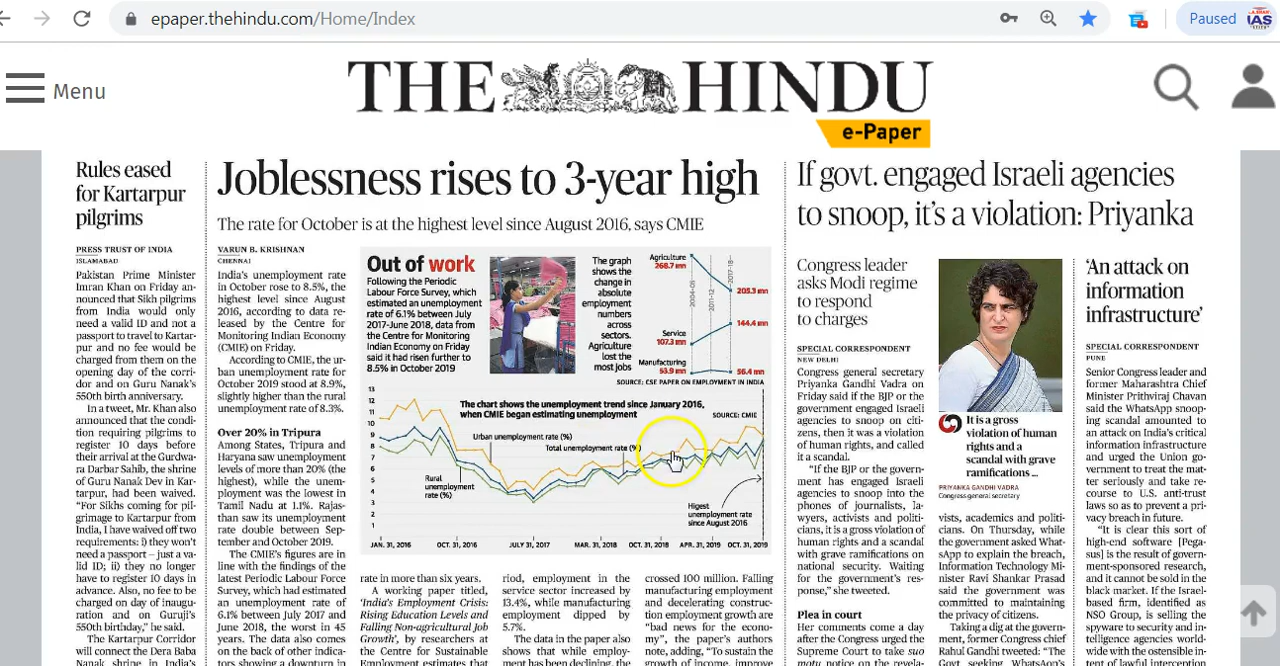 epaper.thehindu.com/Home/Index
Paused
IAS
Menu
THE HINDU
e-Paper
Rules eased
for Kartarpur
pilgrims
PRESS TRUST OF INDIA
ISLAMABAD
Pakistan Prime Minister
Imran Khan on Friday an-
nounced that Sikh pilgrims
from India would only
need a valid ID and not a
passport to travel to Kartar-
pur and no fee would be
charged from them on the
opening day of the corri-
dor and on Guru Nanak's
550th birth anniversary.
In a tweet, Mr. Khan also
announced that the condi-
tion requiring pilgrims to
register 10 days before
their arrival at the Gurdwa-
ra Darbar Sahib, the shrine
of Guru Nanak Dev in Kar-
tarpur, had been waived.
"For Sikhs coming for pil-
grimage to Kartarpur from
India, I have waived off two
requirements: i) they won't
need a passport – just a va-
lid ID; ii) they no longer
have to register 10 days in
advance. Also, no fee to be
charged on day of inaugu-
ration and on Guruji's
550th birthday," he said.
The Kartarpur Corridor
will connect the Dera Baba
Nanak shrine in India's
Joblessness rises to 3-year high
The rate for October is at the highest level since August 2016, says CMIE
VARUN B. KRISHNAN
CHENNAI
India's unemployment rate
in October rose to 8.5%, the
highest level since August
2016, according to data re-
leased by the Centre for
Monitoring Indian Economy
(CMIE) on Friday.
According to CMIE, the ur-
ban unemployment rate for
October 2019 stood at 8.9%,
slightly higher than the rural
unemployment rate of 8.3%.
Over 20% in Tripura
Among States, Tripura and
Haryana saw unemployment
levels of more than 20% (the
highest), while the unem-
ployment was the lowest in
Tamil Nadu at 1.1%. Rajas-
than saw its unemployment
rate double between Sep-
tember and October 2019.
The CMIE's figures are in
line with the findings of the
latest Periodic Labour Force
Survey, which had estimated
an unemployment rate of
6.1% between July 2017 and
June 2018, the worst in 45
years. The data also comes
on the back of other indica-
tors showing a downturn in
Out of work
Following the Periodic
Labour Force Survey, which
estimated an unemployment
rate of 6.1% between July
2017-June 2018, data from
the Centre for Monitoring
Indian Economy on Friday
said it had risen further to
8.5% in October 2019
The graph
shows the
change in
absolute
employment
numbers
across
sectors.
Agriculture
lost the
most jobs
Agriculture
268.7 mn
2004-05
2011-12
2017-18
205.3 mn
Service
107.3 mn
144.4 mn
Manufacturing
53.9 mn
56.4 mn
SOURCE: CSE PAPER ON EMPLOYMENT IN INDIA
The chart shows the unemployment trend since January 2016,
when CMIE began estimating unemployment
SOURCE: CMIE
13
12
11
10
9
8
7
6
5
4
3
2
1
Urban unemployment rate (%)
Total unemployment rate (%)
Rural
unemployment
rate (%)
Higest
unemployment rate
since August 2016
JAN. 31, 2016
OCT. 31, 2016
JULY 31, 2017
MAR. 31, 2018
OCT. 31, 2018
APR. 31, 2019
OCT. 31, 2019
rate in more than six years.
A working paper titled,
'India's Employment Crisis:
Rising Education Levels and
Falling Non-agricultural Job
Growth', by researchers at
the Centre for Sustainable
Employment estimates that
riod, employment in the
service sector increased by
13.4%, while manufacturing
employment dipped by
5.7%.
The data in the paper also
shows that while employ-
ment has been declining, the
crossed 100 million. Falling
manufacturing employment
and decelerating construc-
tion employment growth are
"bad news for the econo-
my", the paper's authors
note, adding, "To sustain the
growth of income, improve
If govt. engaged Israeli agencies
to snoop, it's a violation: Priyanka
Congress leader
asks Modi regime
to respond
to charges
SPECIAL CORRESPONDENT
NEW DELHI
Congress general secretary
Priyanka Gandhi Vadra on
Friday said if the BJP or the
government engaged Israeli
agencies to snoop on citi-
zens, then it was a violation
of human rights, and called
it a scandal.
"If the BJP or the govern-
ment has engaged Israeli
agencies to snoop into the
phones of journalists, la-
wyers, activists and politi-
cians, it is a gross violation of
human rights and a scandal
with grave ramifications on
national security. Waiting
for the government's res-
ponse," she tweeted.
Plea in court
Her comments come a day
after the Congress urged the
Supreme Court to take suo
motu notice on the revela-
It is a gross
violation of human
rights and a
scandal with grave
ramifications ...
PRIYANKA GANDHI VADRA
Congress general secretary
vists, academics and politi-
cians. On Thursday, while
the government asked What-
sApp to explain the breach,
Information Technology Mi-
nister Ravi Shankar Prasad
said the government was
committed to maintaining
the privacy of citizens.
Taking a dig at the govern-
ment, former Congress chief
Rahul Gandhi tweeted: "The
Govt seeking WhatsApp's
'An attack on
information
infrastructure'
SPECIAL CORRESPONDENT
PUNE
Senior Congress leader and
former Maharashtra Chief
Minister Prithviraj Chavan
said the WhatsApp snoop-
ing scandal amounted to
an attack on India's critical
information infrastructure
and urged the Union go-
vernment to treat the mat-
ter seriously and take re-
course to U.S. anti-trust
laws so as to prevent a pri-
vacy breach in future.
"It is clear this sort of
high-end software [Peg-
asus] is the result of govern-
ment-sponsored research,
and it cannot be sold in the
black market. If the Israel-
based firm, identified as
NSO Group, is selling the
spyware to security and in-
telligence agencies world-
wide with the ostensible in-
tent of lawful intercep-